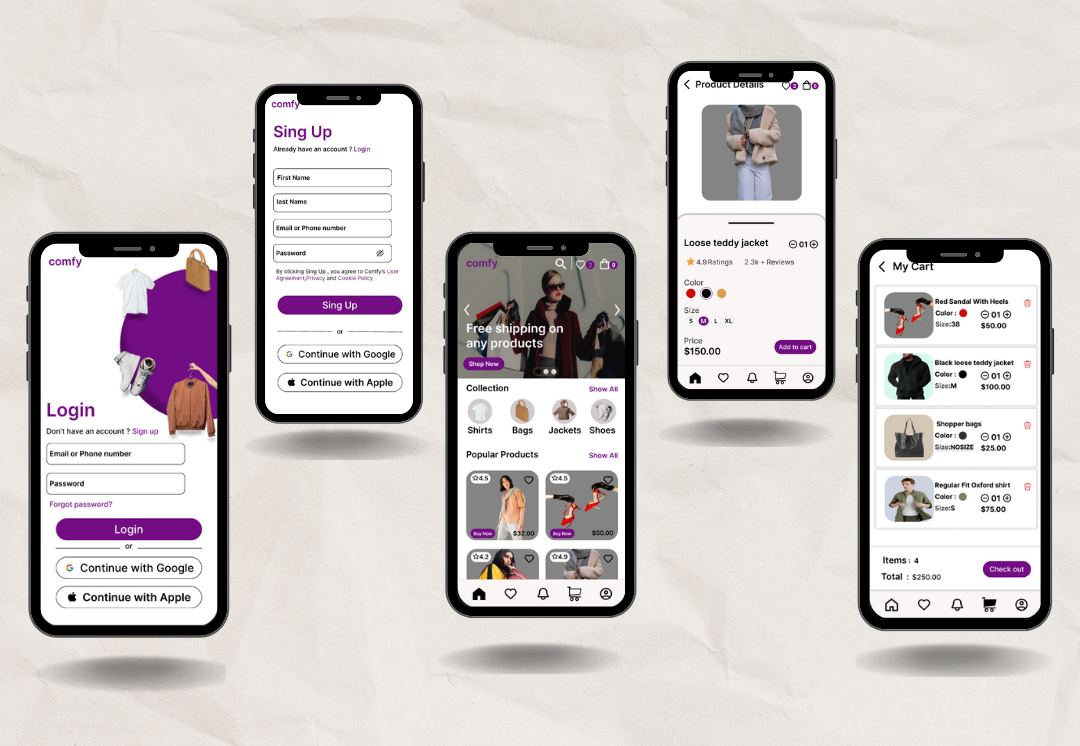 comfy
Login
Don't have an account ? Sign up
Email or Phone number
Password
Forgot password?
Login
or
Continue with Google
Continue with Apple
comfy
Sing Up
Already have an account ? Login
First Name
last Name
Email or Phone number
Password
By clicking Sing Up , you agree to Comfy's User
Agreement,Privacy and Cookie Policy
Sing Up
or
Continue with Google
Continue with Apple
comfy
2
0
Free shipping on
any products
Shop Now
Collection
Show All
Shirts
Bags
Jackets
Shoes
Popular Products
Show All
4.5
4.5
Buy Now
$32.00
Buy Now
$50.00
4.2
4.9
Product Details
2
0
Loose teddy jacket
01
4.9 Ratings
2.3k + Reviews
Color
Size
S M L XL
Price
$150.00
Add to cart
My Cart
Red Sandal With Heels
Color :
01
Size:38
$50.00
Black loose teddy jacket
Color :
01
Size:M
$100.00
Shopper bags
Color :
01
Size:NOSIZE
$25.00
Regular Fit Oxford shirt
Color :
01
Size:S
$75.00
Items : 4
Total : $250.00
Check out